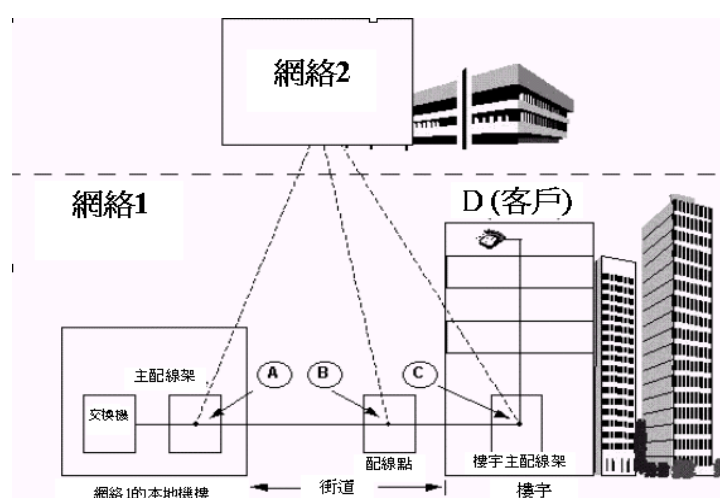 網絡2
網絡1
D (客戶)
主配線架
A
B
C
交換機
配線點
樓宇主配線架
網絡1的本地機樓
街道
樓宇